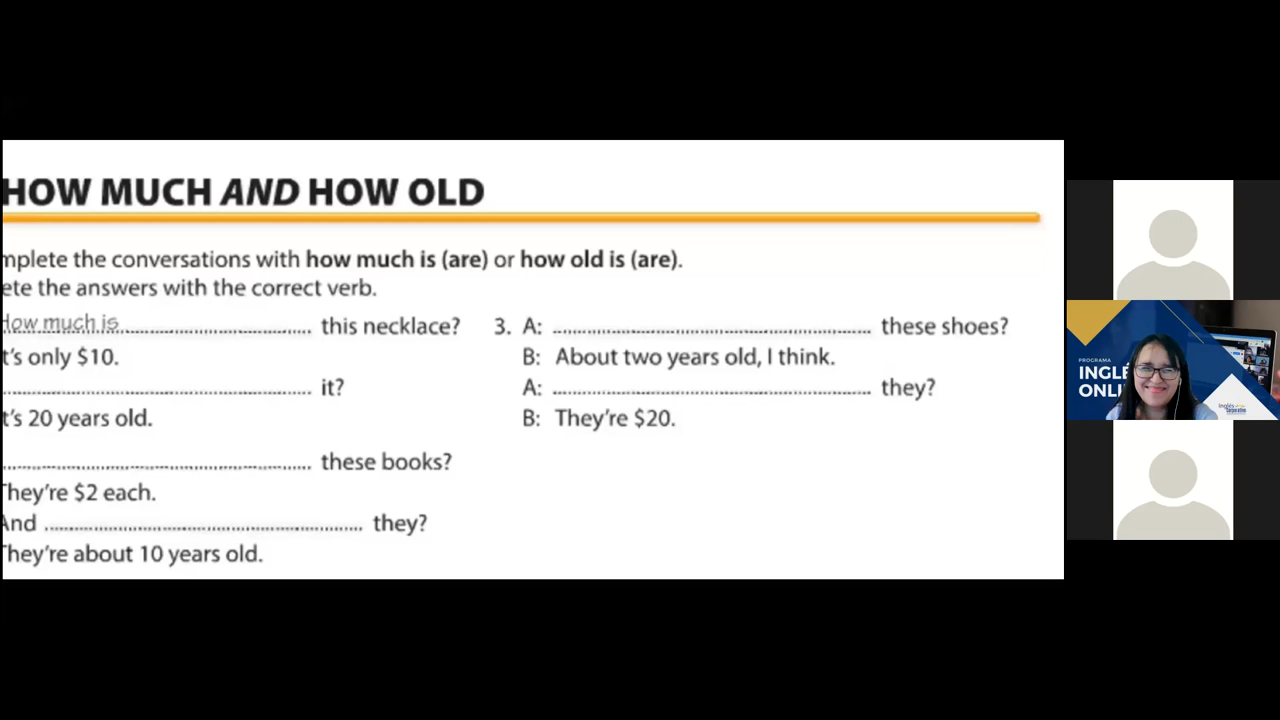 HOW MUCH AND HOW OLD
mplete the conversations with how much is (are) or how old is (are).
ete the answers with the correct verb.
How much is............................................ this necklace?
t's only $10.
............................................................ it?
t's 20 years old.
............................................................ these books?
They're $2 each.
And ............................................................ they?
They're about 10 years old.
3. A: ............................................................ these shoes?
B: About two years old, I think.
A: ............................................................ they?
B: They're $20.
PROGRAMA
INGLÉ
ONLI
inglés
Corporativo